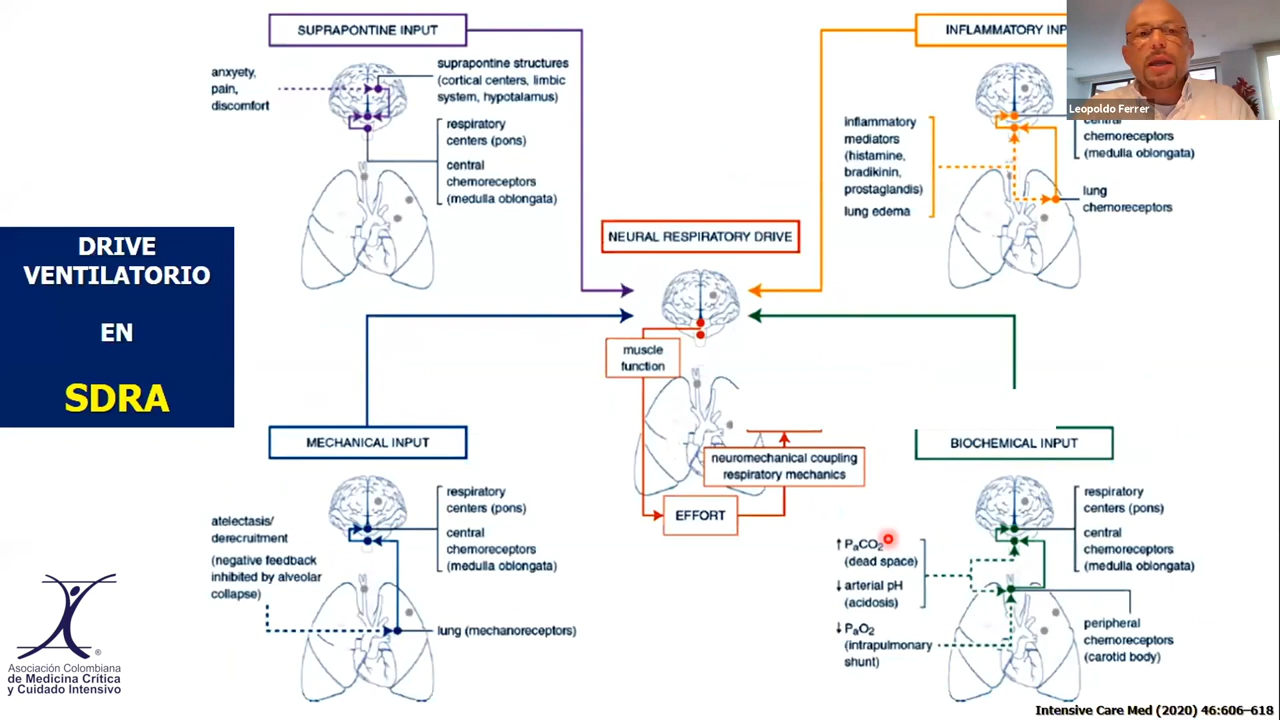 SUPRAPONTINE INPUT
anxyety,
pain,
discomfort
suprapontine structures
(cortical centers, limbic
system, hypotalamus)
respiratory
centers (pons)
central
chemoreceptors
(medulla oblongata)
INFLAMMATORY
Leopoldo Ferrer
inflammatory
mediators
(histamine,
bradikinin,
prostaglandis)
lung edema
central
chemoreceptors
(medulla oblongata)
lung
chemoreceptors
DRIVE
VENTILATORIO
EN
SDRA
NEURAL RESPIRATORY DRIVE
muscle
function
neuromechanical coupling
respiratory mechanics
EFFORT
MECHANICAL INPUT
atelectasis/
derecruitment
(negative feedback
inhibited by alveolar
collapse)
respiratory
centers (pons)
central
chemoreceptors
(medulla oblongata)
lung (mechanoreceptors)
BIOCHEMICAL INPUT
↑ PaCO2
(dead space)
↓ arterial pH
(acidosis)
↓ PaO2
(intrapulmonary
shunt)
respiratory
centers (pons)
central
chemoreceptors
(medulla oblongata)
peripheral
chemoreceptors
(carotid body)
®
Asociación Colombiana
de Medicina Crítica
y Cuidado Intensivo
Intensive Care Med (2020) 46:606–618